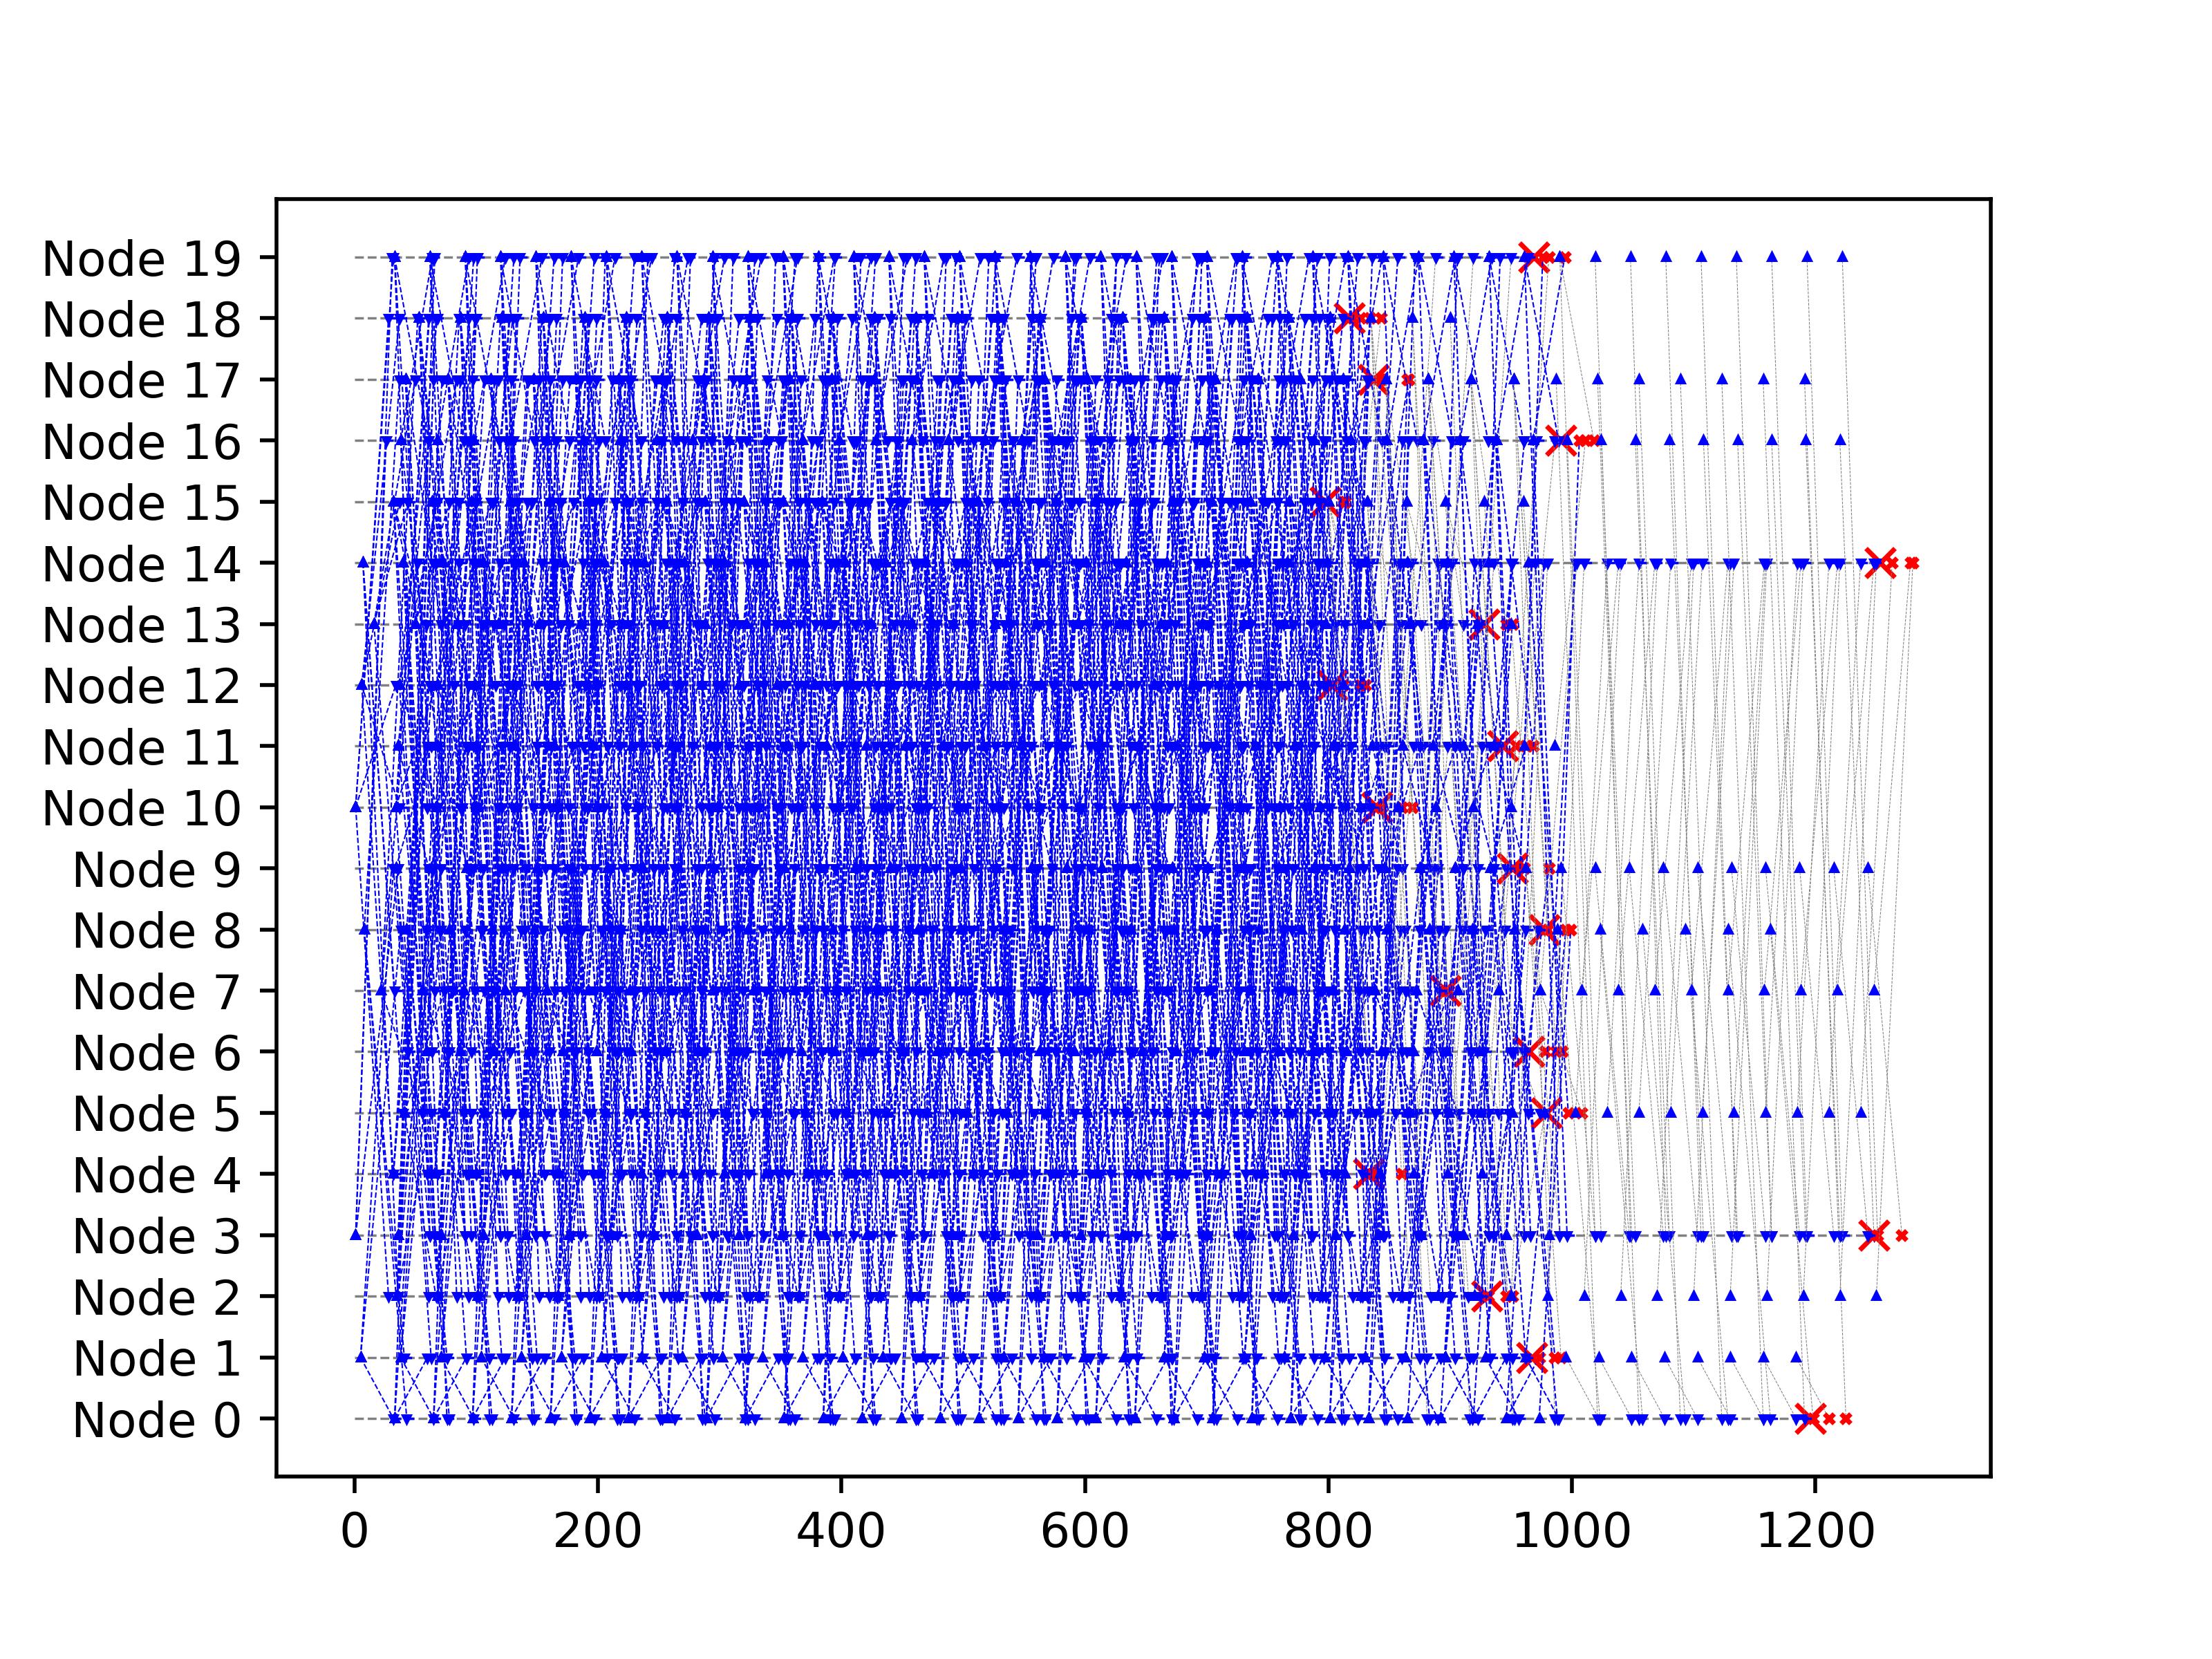 Node 19
Node 18
Node 17
Node 16
Node 15
Node 14
Node 13
Node 12
Node 11
Node 10
Node 9
Node 8
Node 7
Node 6
Node 5
Node 4
Node 3
Node 2
Node 1
Node 0
0 200 400 600 800 1000 1200